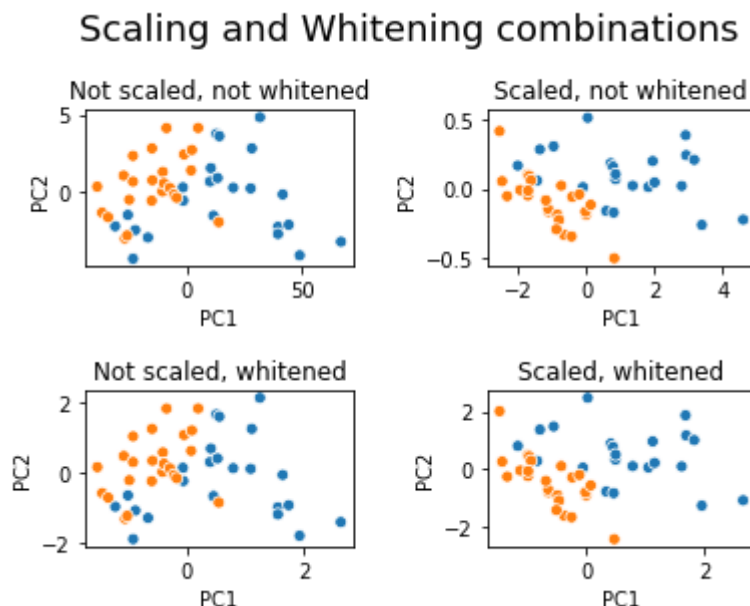 Scaling and Whitening combinations
Not scaled, not whitened
5
0
PC2
0 50
PC1
Scaled, not whitened
0.5
0.0
−0.5
PC2
−2 0 2 4
PC1
Not scaled, whitened
2
0
−2
PC2
0 2
PC1
Scaled, whitened
2
0
−2
PC2
0 2
PC1